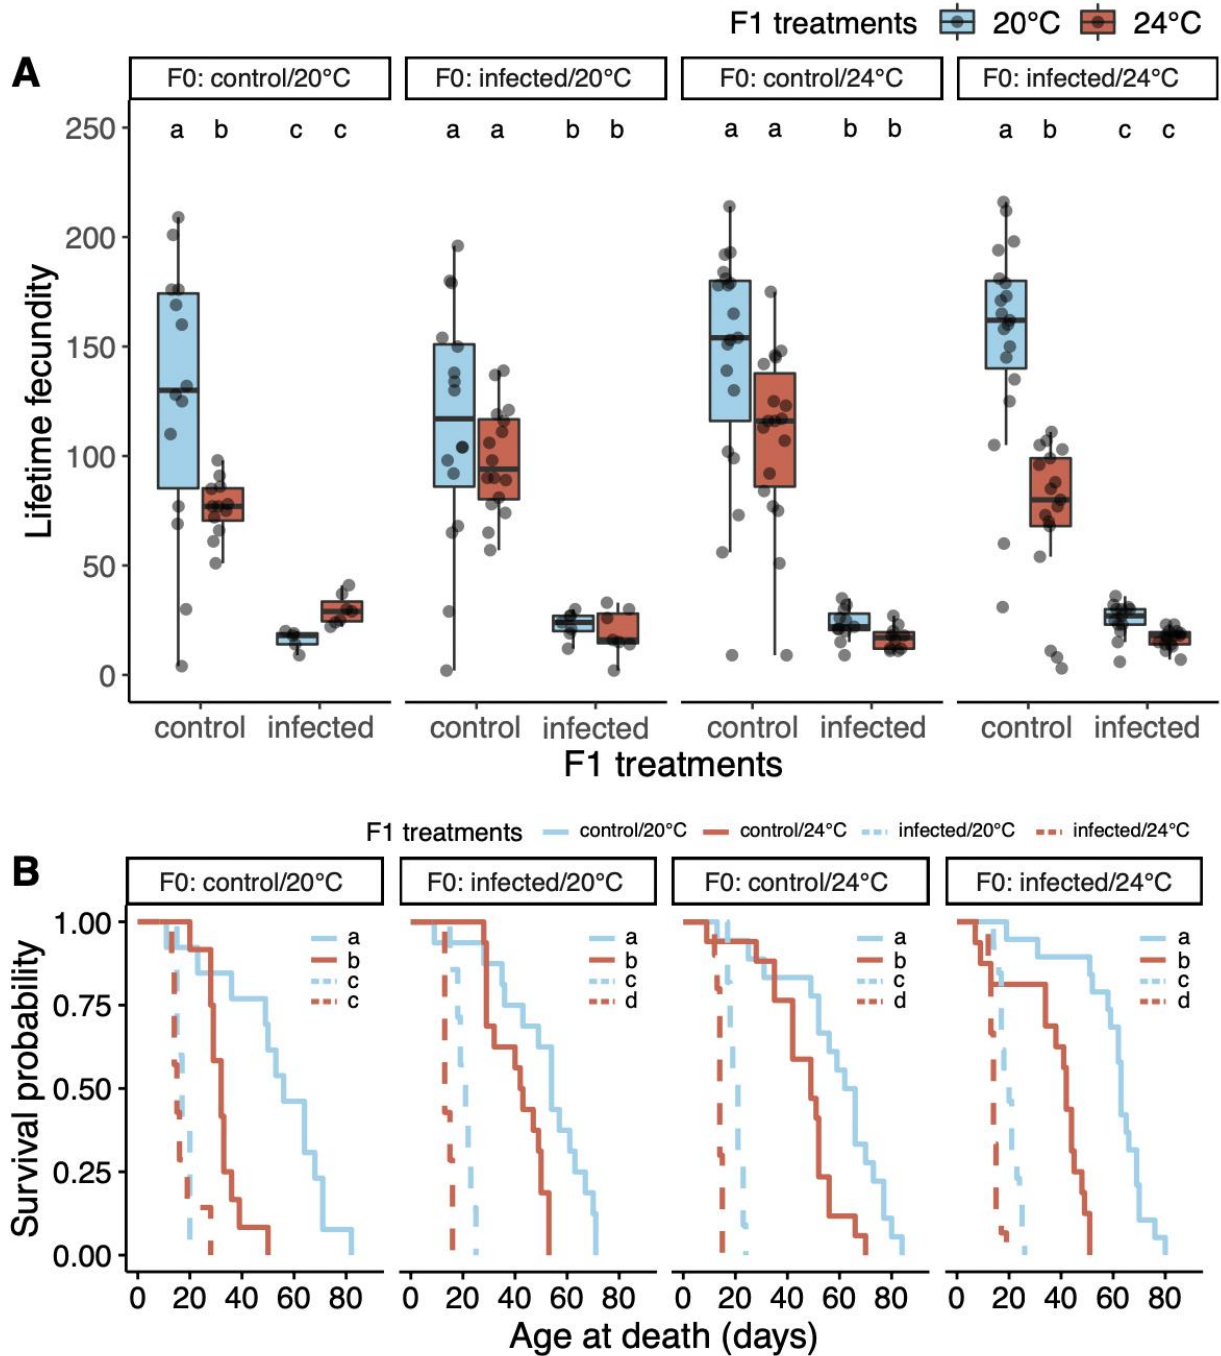 F1 treatments 20°C 24°C
A
F0: control/20°C F0: infected/20°C F0: control/24°C F0: infected/24°C
250
a b c c a a b b a a b b a b c c
200
150
100
50
0
Lifetime fecundity
control infected control infected control infected control infected
F1 treatments
F1 treatments control/20°C control/24°C infected/20°C infected/24°C
B
F0: control/20°C F0: infected/20°C F0: control/24°C F0: infected/24°C
1.00
a a a a
b b b b
c c c c
c d d d
0.75
0.50
0.25
0.00
Survival probability
0 20 40 60 80 0 20 40 60 80 0 20 40 60 80 0 20 40 60 80
Age at death (days)